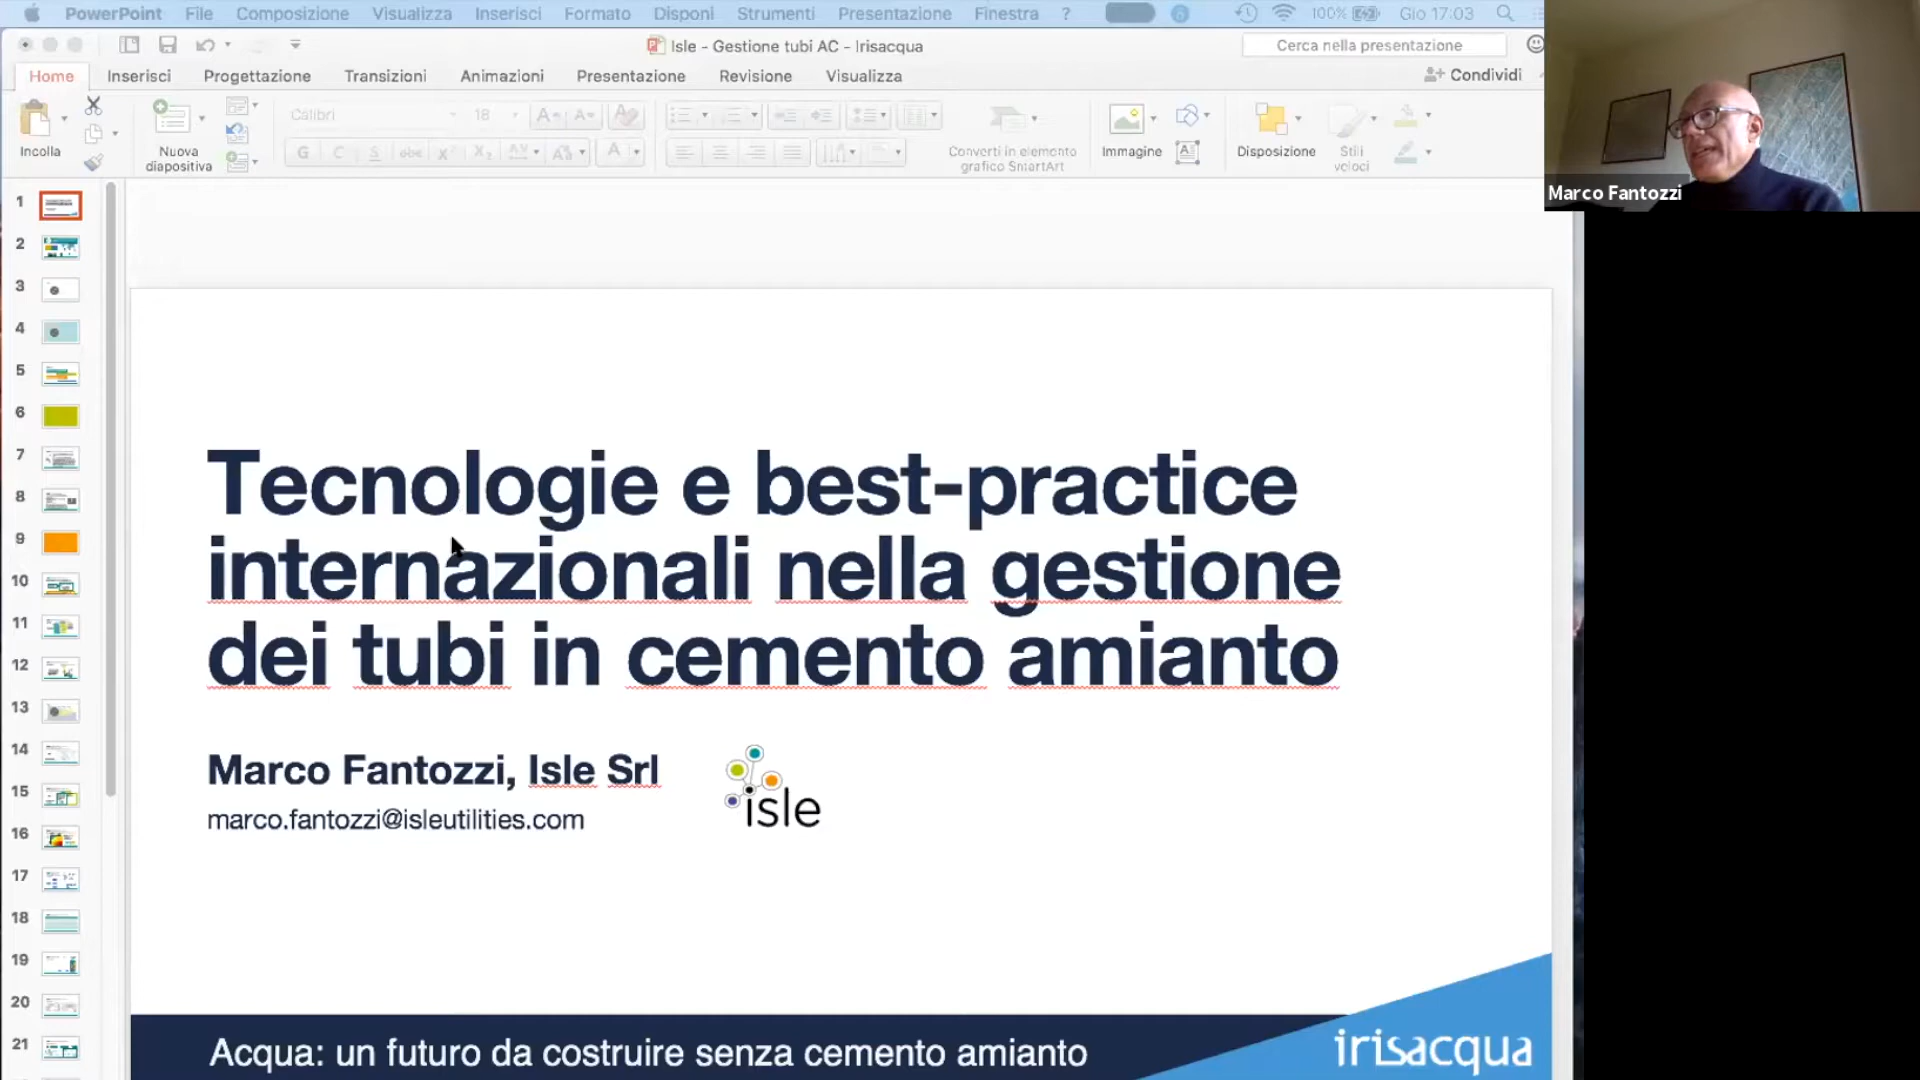 PowerPoint File Composizione Visualizza Inserisci Formato Disponi Strumenti Presentazione Finestra ? 100% Gio 17:03
Isle - Gestione tubi AC - Irisacqua
Cerca nella presentazione
Home Inserisci Progettazione Transizioni Animazioni Presentazione Revisione Visualizza
Condividi
Calibri 18
Incolla
Nuova
diapositiva
G C S abc X² X₂
Converti in elemento
grafico SmartArt
Immagine
Disposizione
Stili
veloci
Marco Fantozzi
1
2
3
4
5
6
7
8
9
10
11
12
13
14
15
16
17
18
19
20
21
Tecnologie e best-practice
internazionali nella gestione
dei tubi in cemento amianto
Marco Fantozzi, Isle Srl
marco.fantozzi@isleutilities.com
isle
Acqua: un futuro da costruire senza cemento amianto
irisacqua